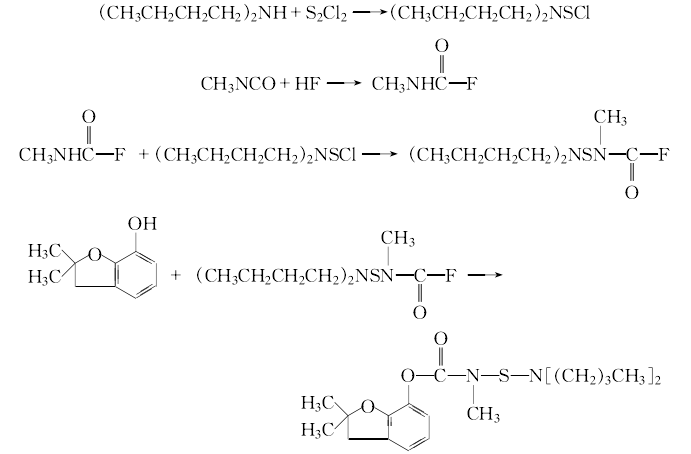 (CH₃CH₂CH₂CH₂)₂NH + S₂Cl₂ ⟶ (CH₃CH₂CH₂CH₂)₂NSCl
O
CH₃NCO + HF ⟶ CH₃NHC—F
O
CH₃
CH₃NHC—F + (CH₃CH₂CH₂CH₂)₂NSCl ⟶ (CH₃CH₂CH₂CH₂)₂NSN—C—F
O
OH
CH₃
H₃C
O
H₃C
+ (CH₃CH₂CH₂CH₂)₂NSN—C—F ⟶
O
O
O—C—N—S—N[(CH₂)₃CH₃]₂
H₃C
O
CH₃
H₃C